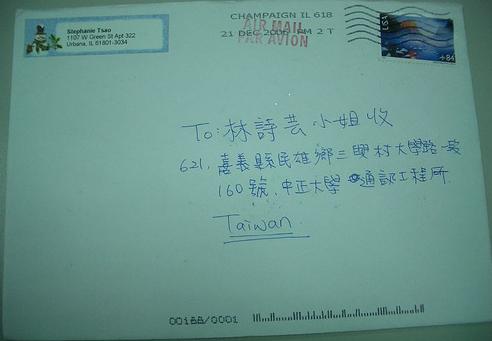 Stephanie Tsao
1107 W Green St Apt 322
Urbana, IL 61801-3034
CHAMPAIGN IL 618
AIR MAIL
PAR AVION
21 DEC 2006 PM 2 T
USA
84
To: 林詩芸 小姐 收
621, 嘉義縣民雄鄉三興村大學路一段
160號, 中正大學 通訊工程所
Taiwan
00188/0001